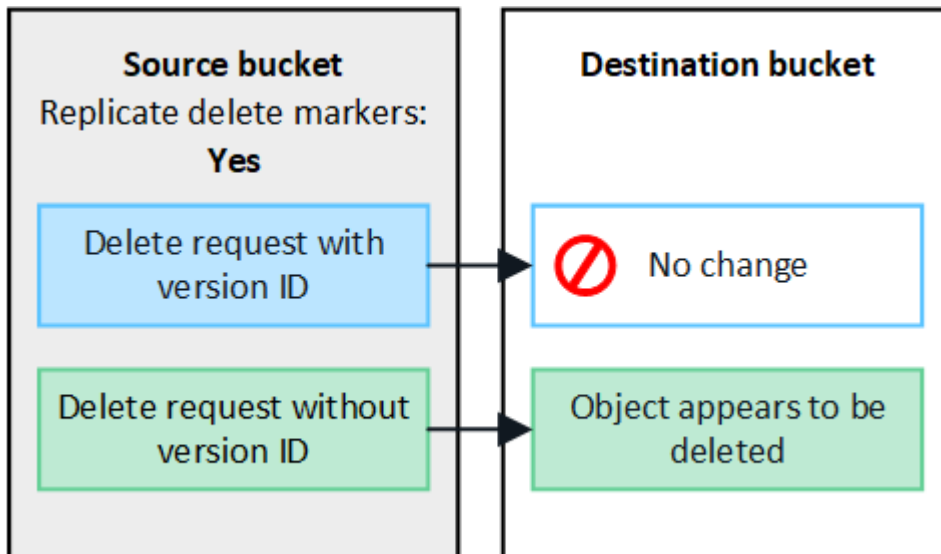 Source bucket
Replicate delete markers:
Yes
Delete request with
version ID
Delete request without
version ID
Destination bucket
No change
Object appears to be
deleted